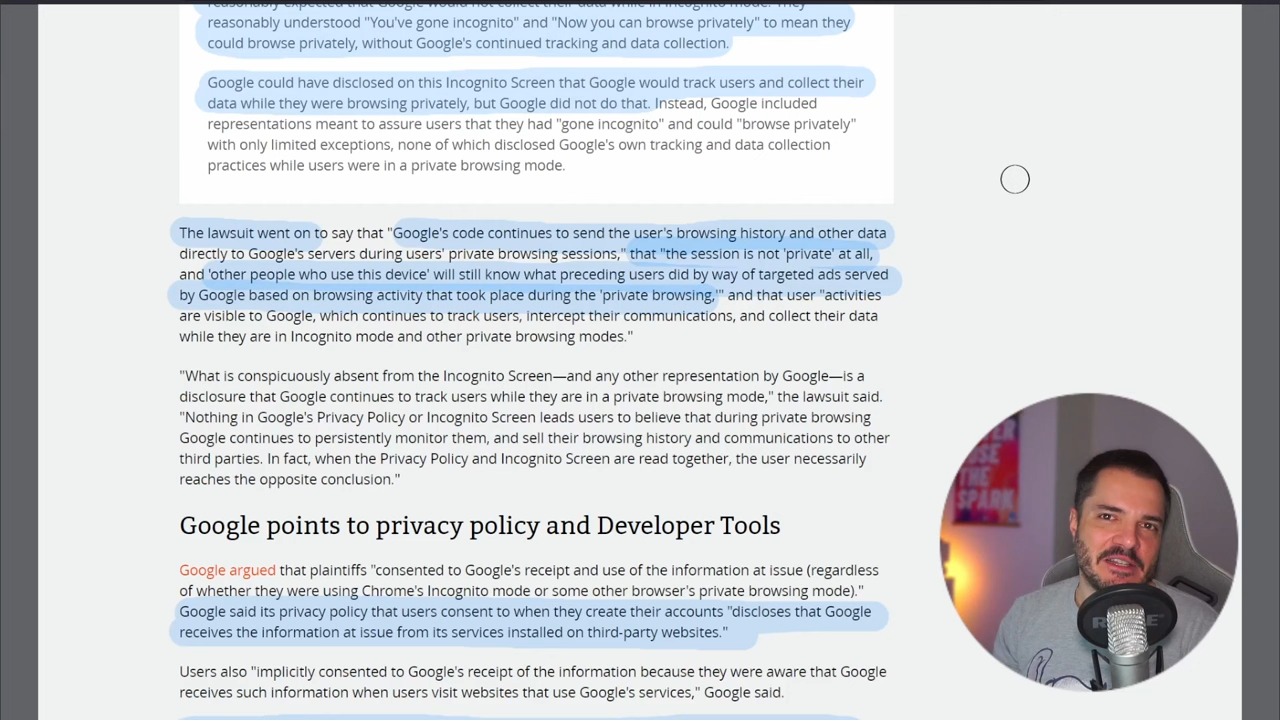 reasonably expected that Google would not collect their data while in Incognito mode. They
reasonably understood "You've gone incognito" and "Now you can browse privately" to mean they
could browse privately, without Google's continued tracking and data collection.
Google could have disclosed on this Incognito Screen that Google would track users and collect their
data while they were browsing privately, but Google did not do that. Instead, Google included
representations meant to assure users that they had "gone incognito" and could "browse privately"
with only limited exceptions, none of which disclosed Google's own tracking and data collection
practices while users were in a private browsing mode.
The lawsuit went on to say that "Google's code continues to send the user's browsing history and other data
directly to Google's servers during users' private browsing sessions," that "the session is not 'private' at all,
and 'other people who use this device' will still know what preceding users did by way of targeted ads served
by Google based on browsing activity that took place during the 'private browsing,'" and that user "activities
are visible to Google, which continues to track users, intercept their communications, and collect their data
while they are in Incognito mode and other private browsing modes."
"What is conspicuously absent from the Incognito Screen—and any other representation by Google—is a
disclosure that Google continues to track users while they are in a private browsing mode," the lawsuit said.
"Nothing in Google's Privacy Policy or Incognito Screen leads users to believe that during private browsing
Google continues to persistently monitor them, and sell their browsing history and communications to other
third parties. In fact, when the Privacy Policy and Incognito Screen are read together, the user necessarily
reaches the opposite conclusion."
Google points to privacy policy and Developer Tools
Google argued that plaintiffs "consented to Google's receipt and use of the information at issue (regardless
of whether they were using Chrome's Incognito mode or some other browser's private browsing mode)."
Google said its privacy policy that users consent to when they create their accounts "discloses that Google
receives the information at issue from its services installed on third-party websites."
Users also "implicitly consented to Google's receipt of the information because they were aware that Google
receives such information when users visit websites that use Google's services," Google said.
THE
SPARK